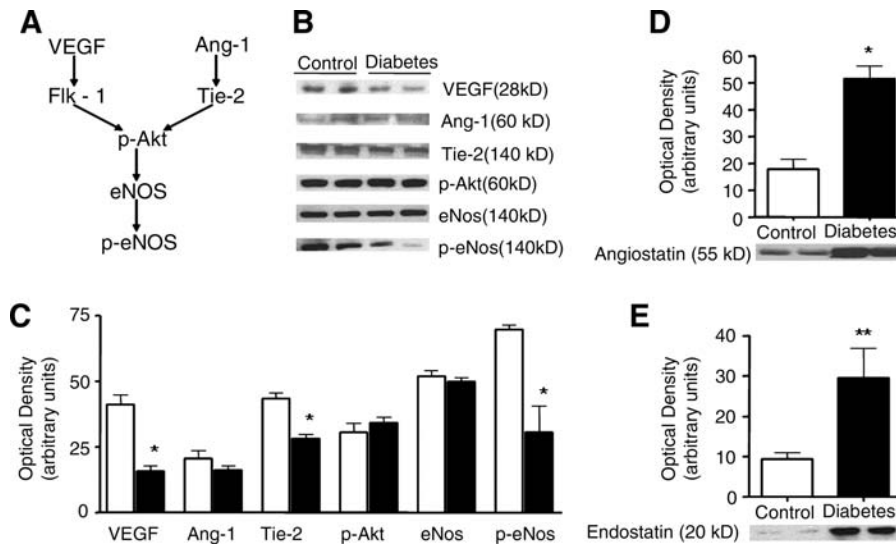 A
VEGF
Ang-1
Flk - 1
Tie-2
p-Akt
eNOS
p-eNOS
B
Control Diabetes
VEGF(28kD)
Ang-1(60 kD)
Tie-2(140 kD)
p-Akt(60kD)
eNos(140kD)
p-eNos(140kD)
C
Optical Density
(arbitrary units)
75
50
25
0
*
*
*
VEGF Ang-1 Tie-2 p-Akt eNos p-eNos
D
Optical Density
(arbitrary units)
60
50
40
30
20
10
0
*
Control Diabetes
Angiostatin (55 kD)
E
Optical Density
(arbitrary units)
40
30
20
10
0
**
Control Diabetes
Endostatin (20 kD)